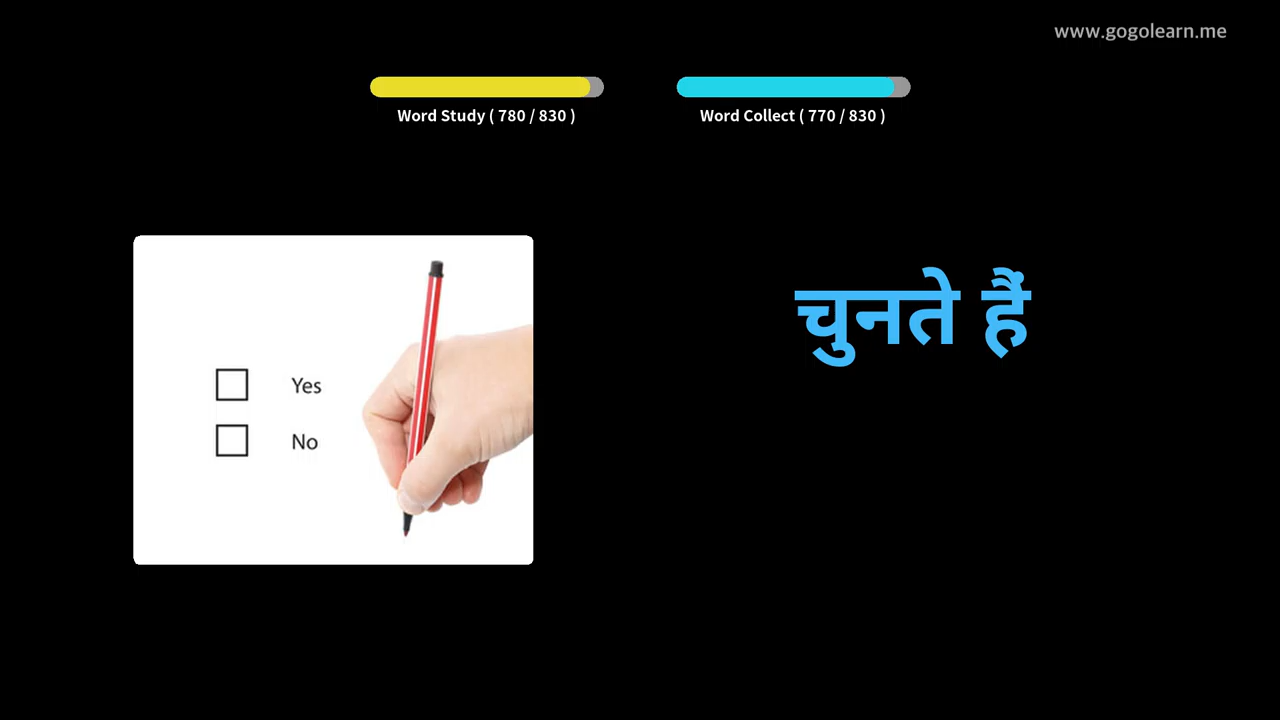 www.gogolearn.me
Word Study ( 780 / 830 )
Word Collect ( 770 / 830 )
चुनते हैं
Yes
No